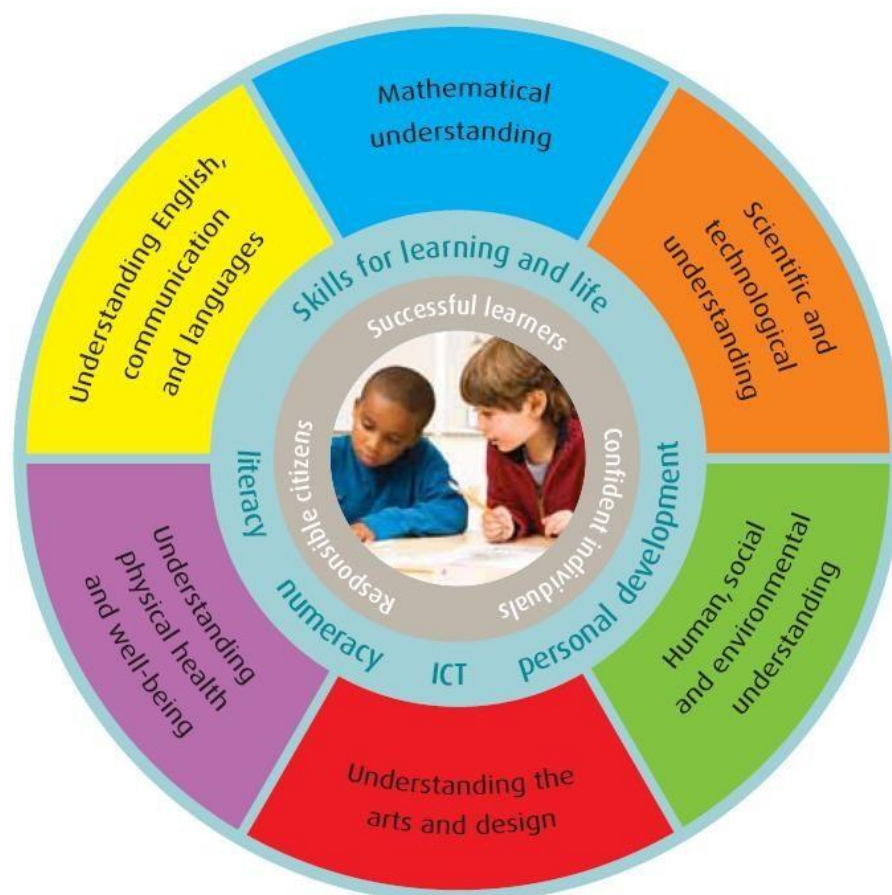 Mathematical
understanding
Scientific and
technological
understanding
Human, social
and environmental
understanding
Understanding the
arts and design
Understanding
physical health
and well-being
Understanding English,
communication
and languages
Skills for learning and life
literacy
numeracy
ICT
personal development
Successful learners
Confident individuals
Responsible citizens